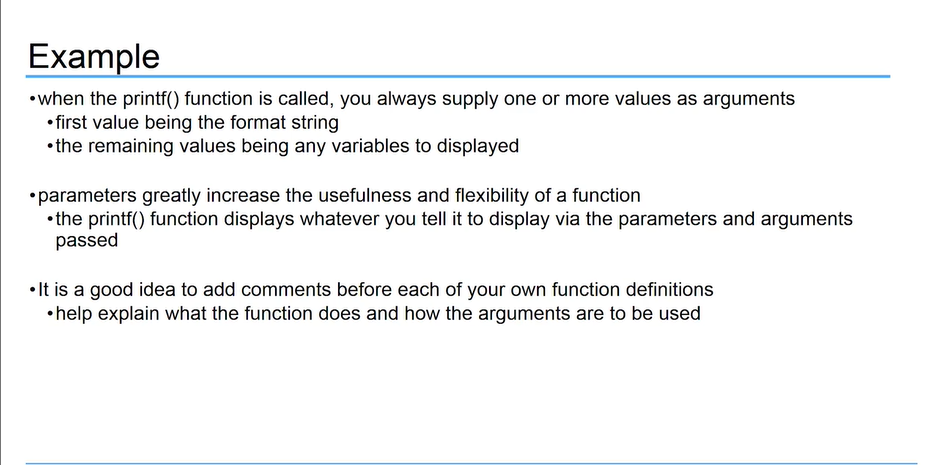 Example
•when the printf() function is called, you always supply one or more values as arguments
•first value being the format string
•the remaining values being any variables to displayed
•parameters greatly increase the usefulness and flexibility of a function
•the printf() function displays whatever you tell it to display via the parameters and arguments
passed
•It is a good idea to add comments before each of your own function definitions
•help explain what the function does and how the arguments are to be used